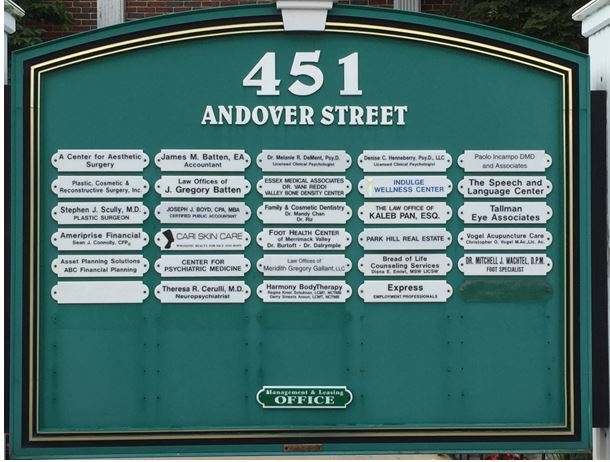 451
ANDOVER STREET
A Center for Aesthetic
Surgery
Plastic, Cosmetic &
Reconstructive Surgery, Inc.
Stephen J. Scully, M.D.
PLASTIC SURGEON
Ameriprise Financial
Sean J. Connolly, CFP®
Asset Planning Solutions
ABC Financial Planning
James M. Batten, EA
Accountant
Law Offices of
J. Gregory Batten
JOSEPH J. BOYD, CPA, MBA
CERTIFIED PUBLIC ACCOUNTANT
CARI SKIN CARE
CENTER FOR
PSYCHIATRIC MEDICINE
Theresa R. Cerulli, M.D.
Neuropsychiatrist
Dr. Melanie R. DeMent, Psy.D.
Licensed Clinical Psychologist
ESSEX MEDICAL ASSOCIATES
DR. VANI REDDI
VALLEY BONE DENSITY CENTER
Family & Cosmetic Dentistry
Dr. Mandy Chan
Dr. Riz
FOOT HEALTH CENTER
of Merrimack Valley
Dr. Burtoft - Dr. Dalrymple
Law Offices of
Meridith Gregory Gallant, LLC
Harmony BodyTherapy
Denise C. Henneberry, Psy.D., LLC
Licensed Clinical Psychologist
INDULGE
WELLNESS CENTER
THE LAW OFFICE OF
KALEB PAN, ESQ.
PARK HILL REAL ESTATE
Bread of Life
Counseling Services
Diana E. Emlet, MSW LICSW
Express
EMPLOYMENT PROFESSIONALS
Paolo Incampo DMD
and Associates
The Speech and
Language Center
Tallman
Eye Associates
Vogel Acupuncture Care
Christopher O. Vogel M.Ac., Lic. Ac.
DR. MITCHELL J. WACHTEL, D.P.M.
FOOT SPECIALIST
Management & Leasing
OFFICE